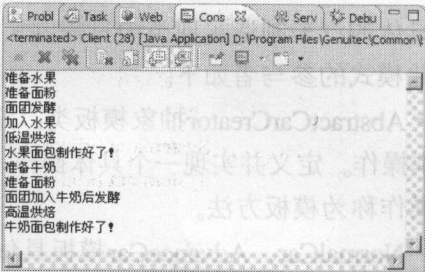 Probl Task Web Cons Serv Debu
<terminated> Client (28) [Java Application] D:\Program Files\Genuitec\Common\
准备水果
准备面粉
面团发酵
加入水果
低温烘焙
水果面包制作好了！
准备牛奶
准备面粉
面团加入牛奶后发酵
高温烘焙
牛奶面包制作好了！